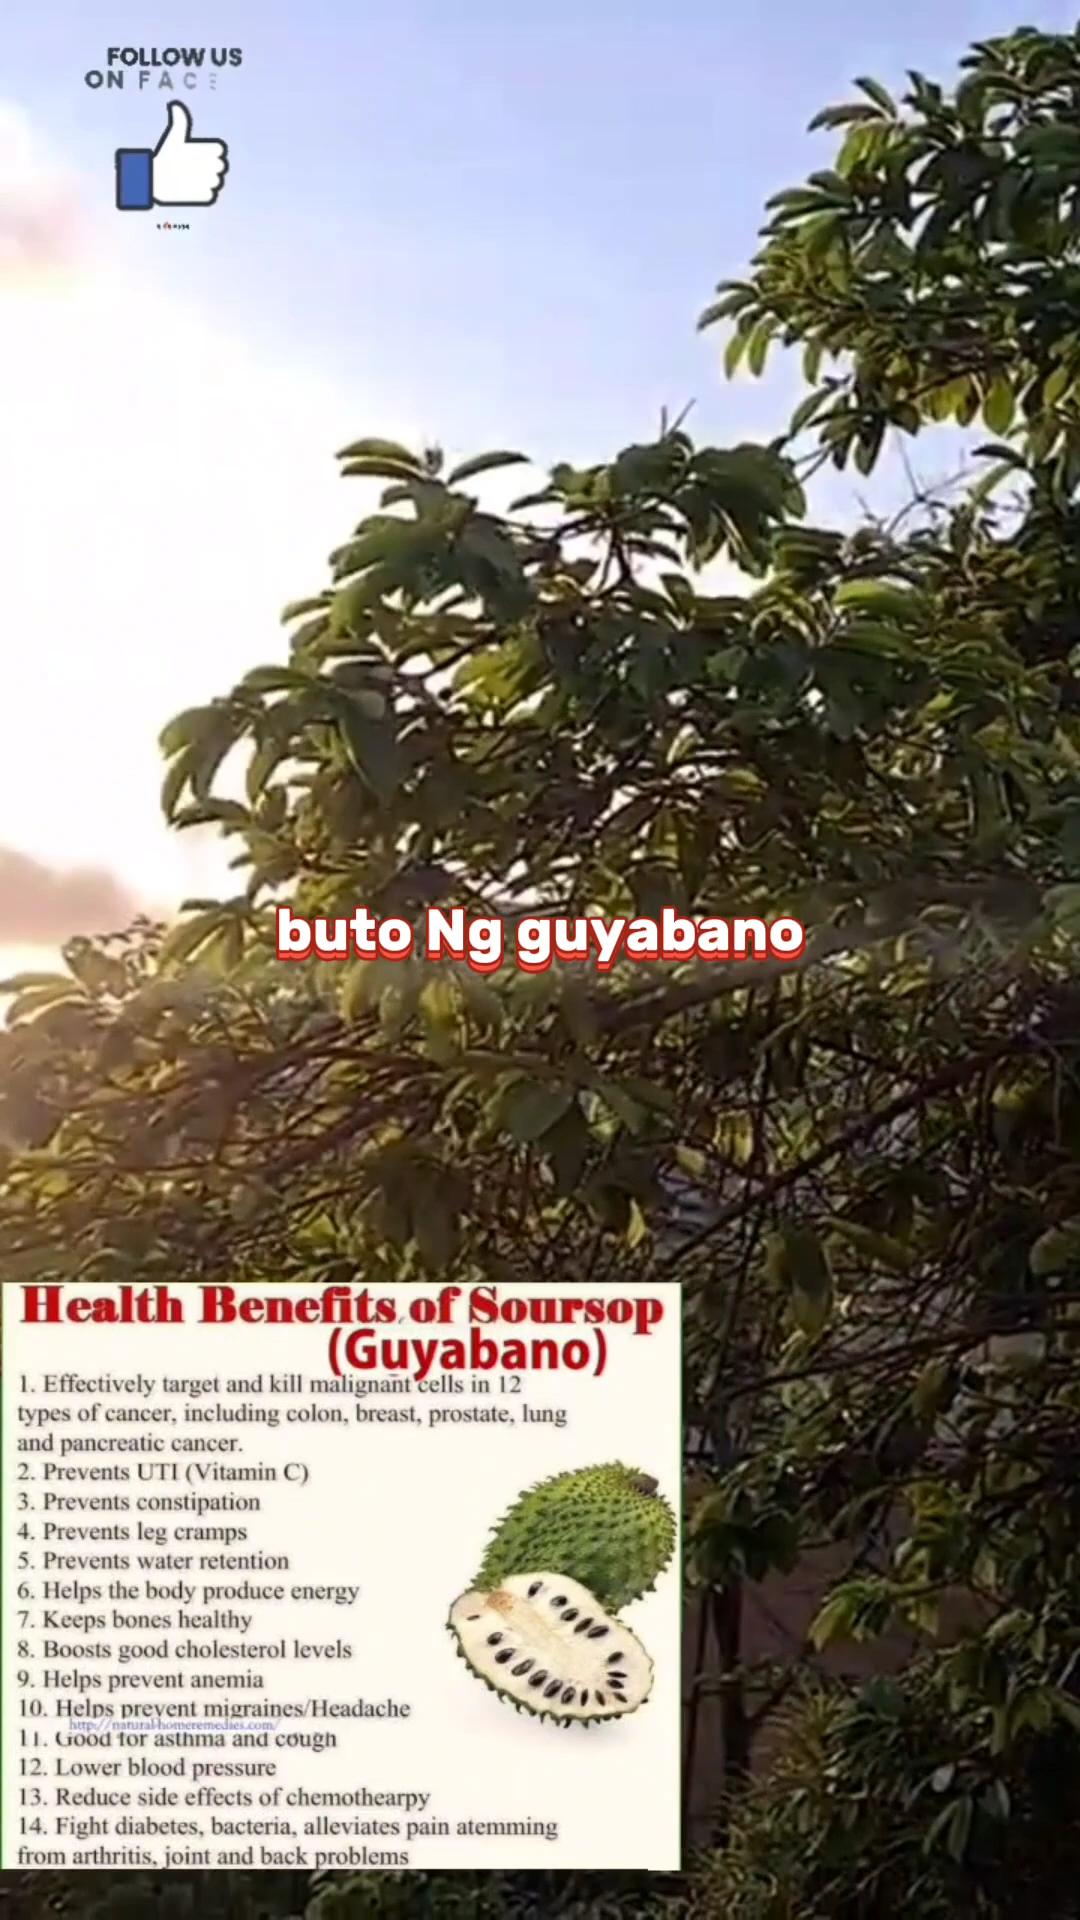 FOLLOW US
ON FACE
buto Ng guyabano
Health Benefits of Soursop
(Guyabano)
1. Effectively target and kill malignant cells in 12
types of cancer, including colon, breast, prostate, lung
and pancreatic cancer.
2. Prevents UTI (Vitamin C)
3. Prevents constipation
4. Prevents leg cramps
5. Prevents water retention
6. Helps the body produce energy
7. Keeps bones healthy
8. Boosts good cholesterol levels
9. Helps prevent anemia
10. Helps prevent migraines/Headache
http://naturalhomeremedies.com/
11. Good for asthma and cough
12. Lower blood pressure
13. Reduce side effects of chemothearpy
14. Fight diabetes, bacteria, alleviates pain atemming
from arthritis, joint and back problems